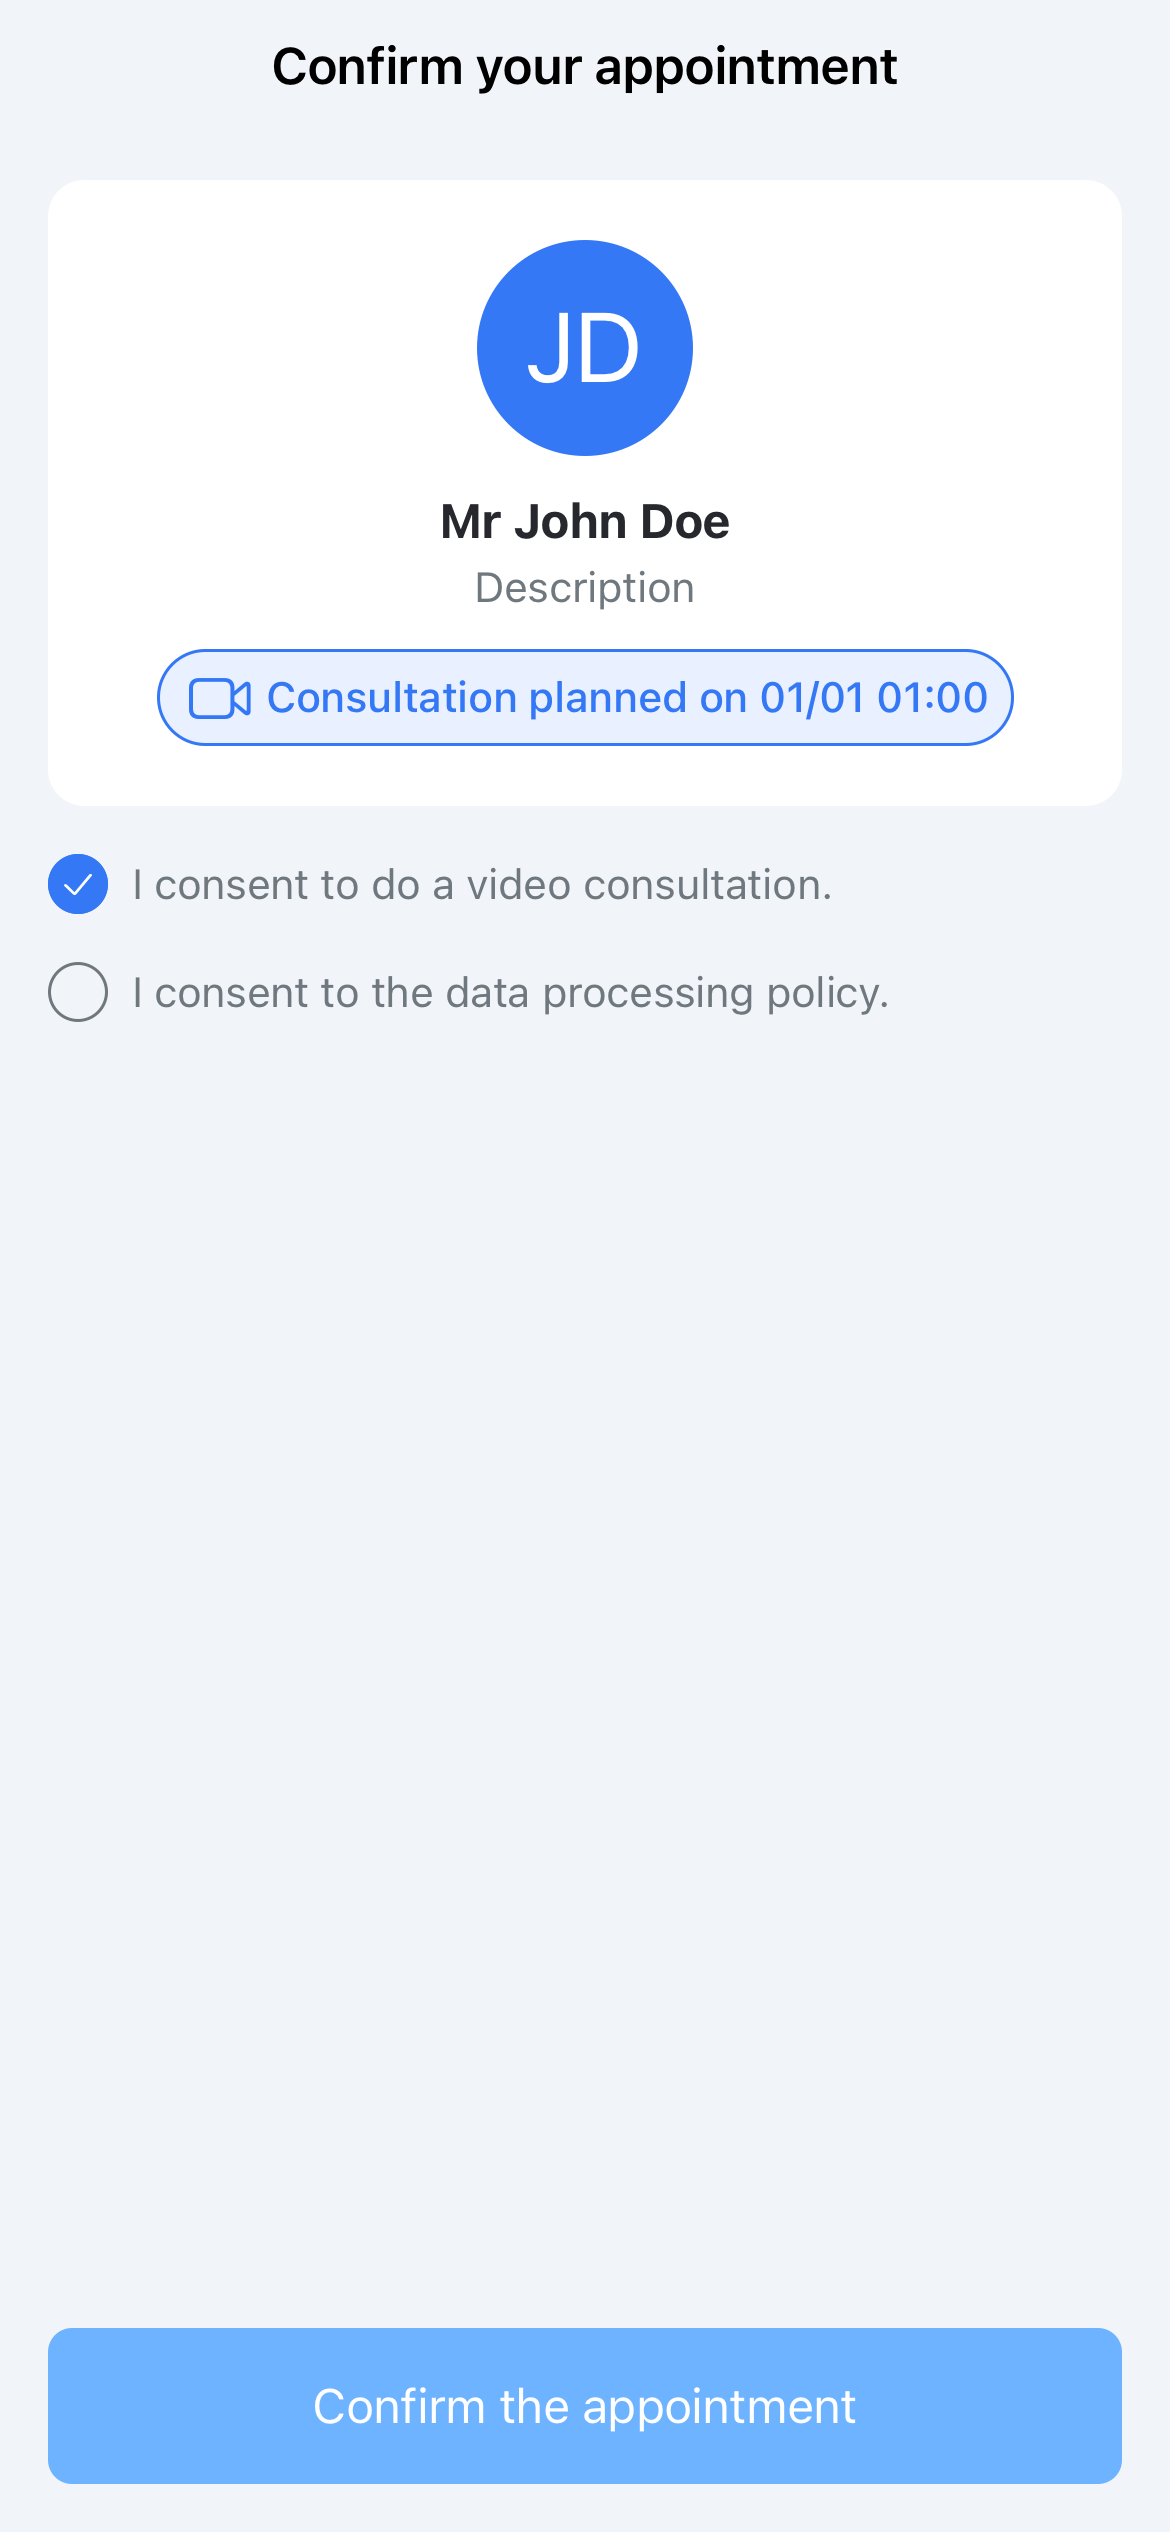 Confirm your appointment
JD
Mr John Doe
Description
Consultation planned on 01/01 01:00
I consent to do a video consultation.
I consent to the data processing policy.
Confirm the appointment